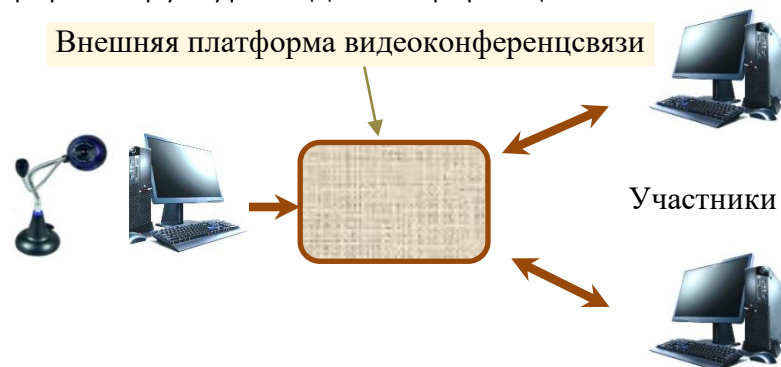 Внешняя платформа видеоконференцсвязи
Участники